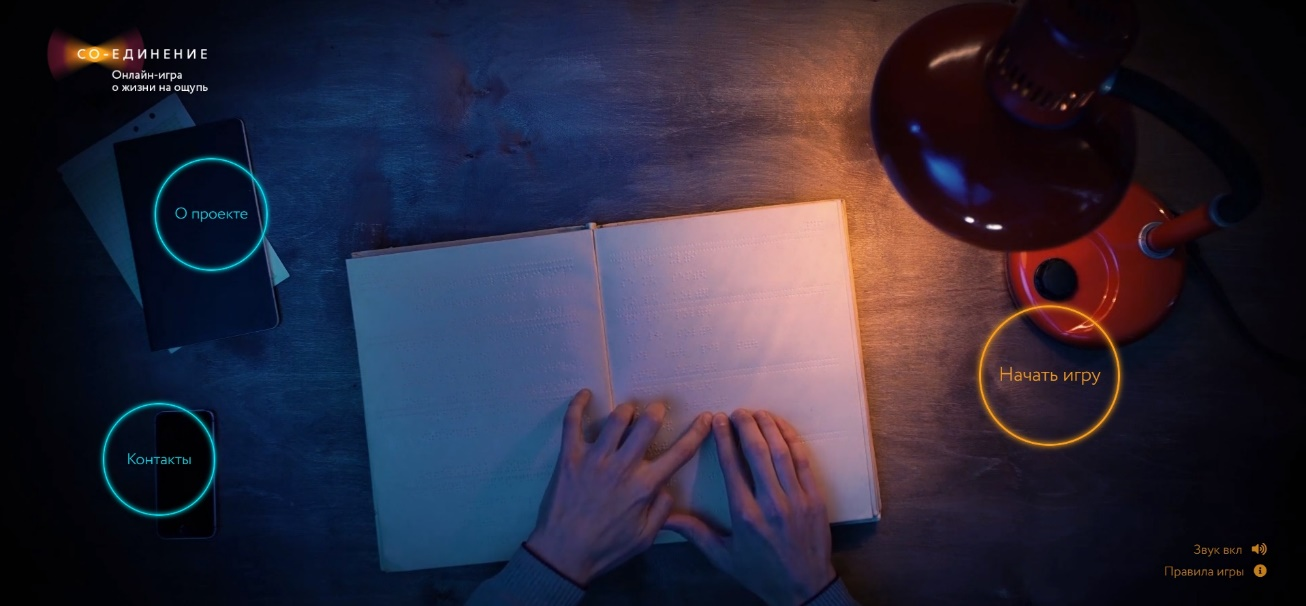 СО-ЕДИНЕНИЕ
Онлайн-игра
о жизни на ощупь
О проекте
Начать игру
Контакты
Звук вкл
Правила игры